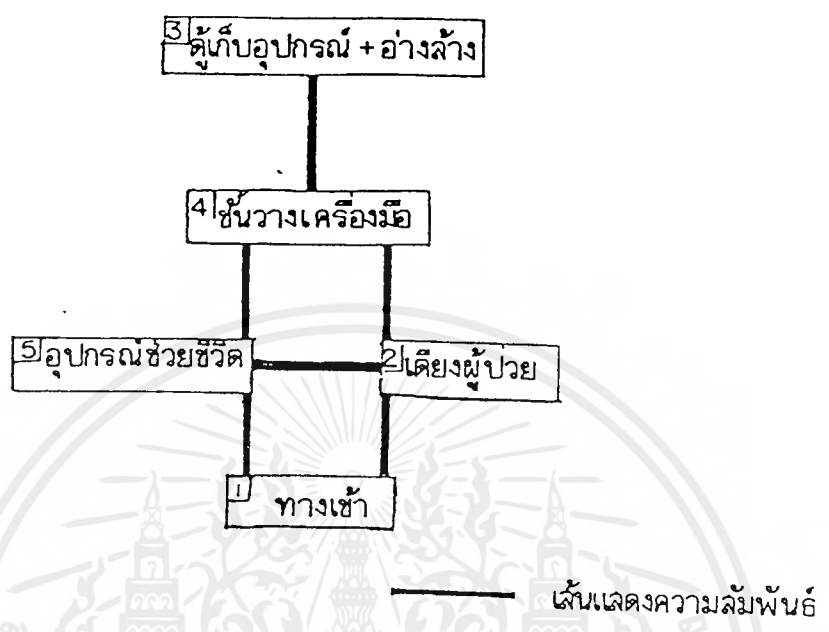 3 ตู้เก็บอุปกรณ์ + อ่างล้าง
4 ชั้นวางเครื่องมือ
5 อุปกรณ์ช่วยชีวิต
2 เตียงผู้ป่วย
1 ทางเข้า
เส้นแสดงความสัมพันธ์